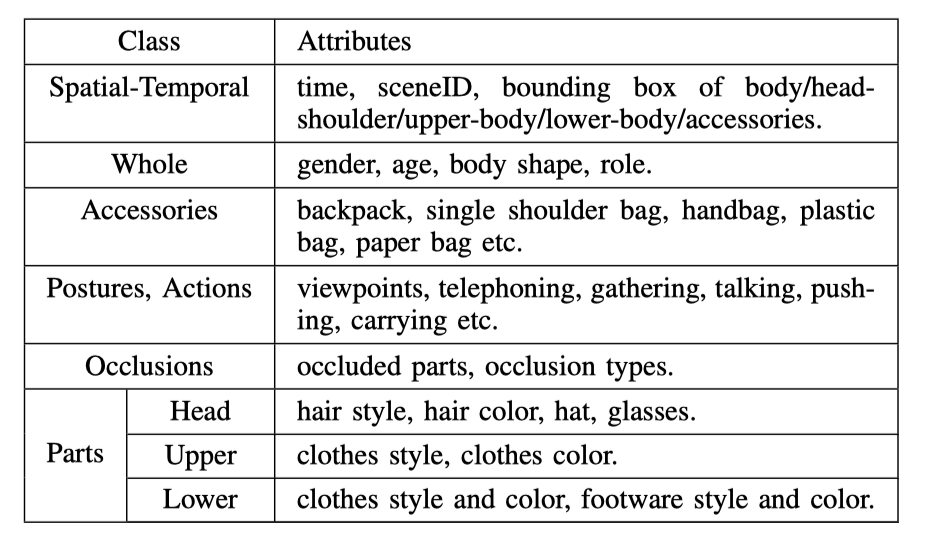 Class Attributes
Spatial-Temporal time, sceneID, bounding box of body/head-
shoulder/upper-body/lower-body/accessories.
Whole gender, age, body shape, role.
Accessories backpack, single shoulder bag, handbag, plastic
bag, paper bag etc.
Postures, Actions viewpoints, telephoning, gathering, talking, push-
ing, carrying etc.
Occlusions occluded parts, occlusion types.
Parts
Head hair style, hair color, hat, glasses.
Upper clothes style, clothes color.
Lower clothes style and color, footware style and color.